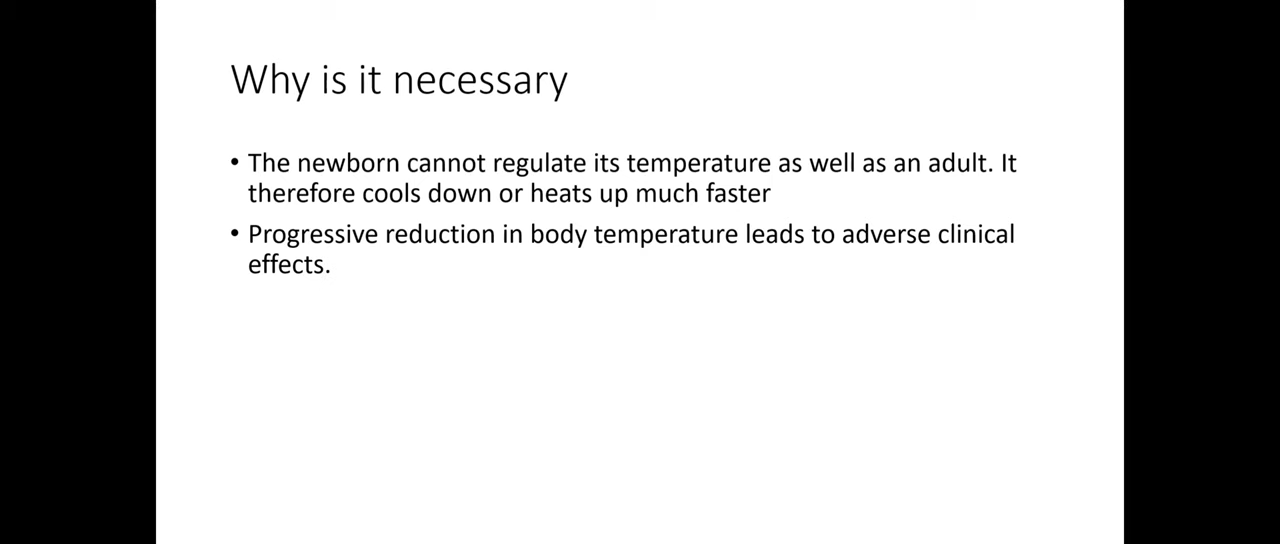 Why is it necessary
• The newborn cannot regulate its temperature as well as an adult. It
therefore cools down or heats up much faster
• Progressive reduction in body temperature leads to adverse clinical
effects.